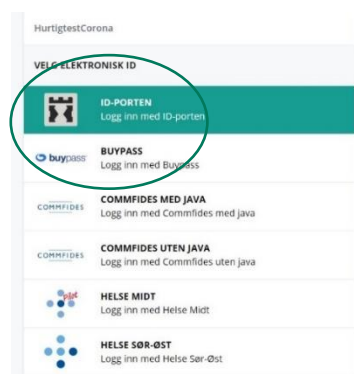 HurtigtestCorona
VELG ELEKTRONISK ID
ID-PORTEN
Logg inn med ID-porten
buypass
BUYPASS
Logg inn med Buypass
COMMFIDES
COMMFIDES MED JAVA
Logg inn med Commfides med java
COMMFIDES
COMMFIDES UTEN JAVA
Logg inn med Commfides uten java
pilot
HELSE MIDT
Logg inn med Helse Midt
HELSE SØR-ØST
Logg inn med Helse Sør-Øst